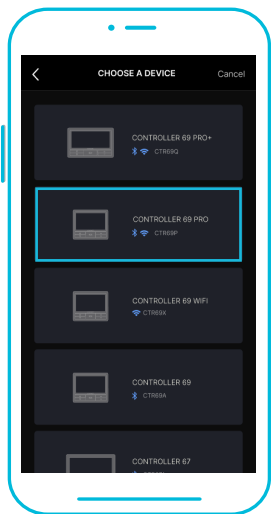 CHOOSE A DEVICE Cancel
CONTROLLER 69 PRO+
CTR69Q
CONTROLLER 69 PRO
CTR69P
CONTROLLER 69 WIFI
CTR69X
CONTROLLER 69
CTR69A
CONTROLLER 67